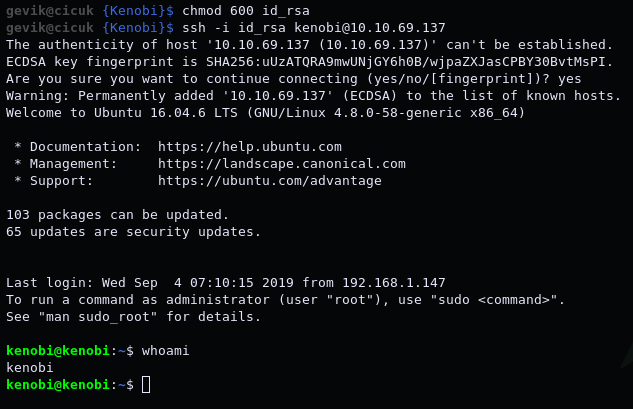 gevik@cicuk {Kenobi}$ chmod 600 id_rsa
gevik@cicuk {Kenobi}$ ssh -i id_rsa kenobi@10.10.69.137
The authenticity of host '10.10.69.137 (10.10.69.137)' can't be established.
ECDSA key fingerprint is SHA256:uUzATQRA9mwUNjGY6h0B/wjpaZXJasCPBY30BvtMsPI.
Are you sure you want to continue connecting (yes/no/[fingerprint])? yes
Warning: Permanently added '10.10.69.137' (ECDSA) to the list of known hosts.
Welcome to Ubuntu 16.04.6 LTS (GNU/Linux 4.8.0-58-generic x86_64)

 * Documentation:  https://help.ubuntu.com
 * Management:     https://landscape.canonical.com
 * Support:        https://ubuntu.com/advantage

103 packages can be updated.
65 updates are security updates.


Last login: Wed Sep  4 07:10:15 2019 from 192.168.1.147
To run a command as administrator (user "root"), use "sudo <command>".
See "man sudo_root" for details.

kenobi@kenobi:~$ whoami
kenobi
kenobi@kenobi:~$